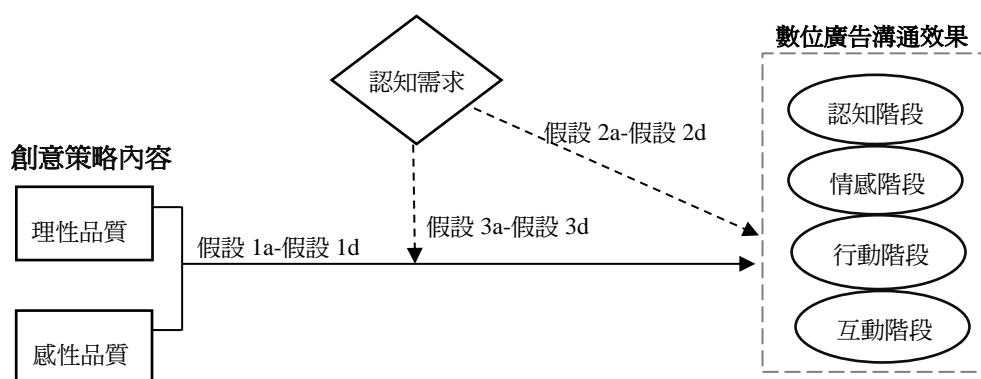 數位廣告溝通效果
認知需求
認知階段
假設 2a-假設 2d
創意策略內容
情感階段
理性品質
假設 3a-假設 3d
假設 1a-假設 1d
行動階段
互動階段
感性品質